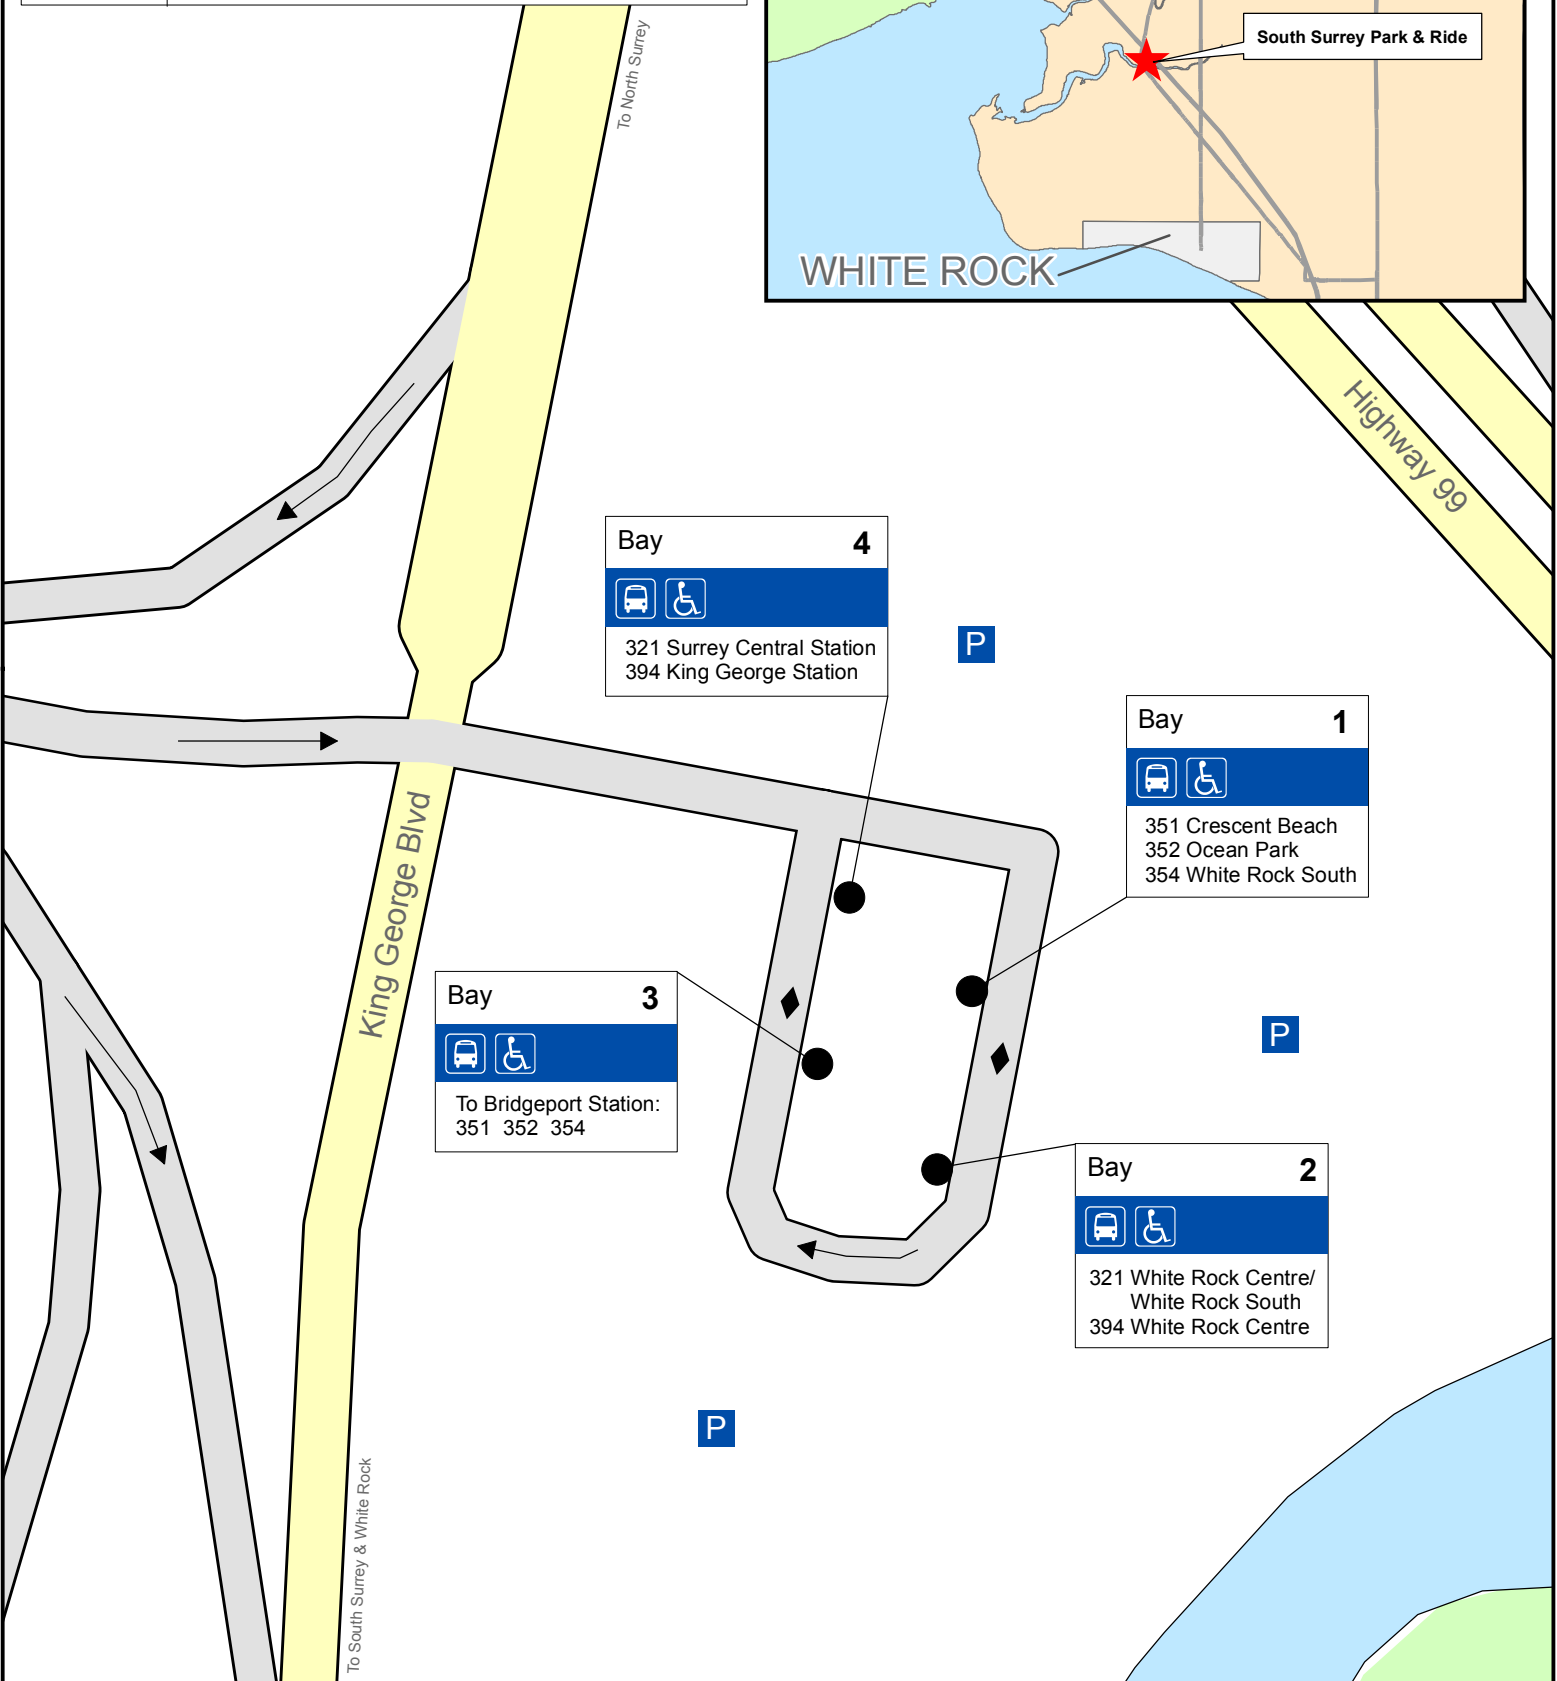 To North Surrey
South Surrey Park & Ride
WHITE ROCK
Highway 99
Bay 4
321 Surrey Central Station
394 King George Station
P
Bay 1
351 Crescent Beach
352 Ocean Park
354 White Rock South
King George Blvd
Bay 3
To Bridgeport Station:
351 352 354
P
Bay 2
321 White Rock Centre/
White Rock South
394 White Rock Centre
P
To South Surrey & White Rock